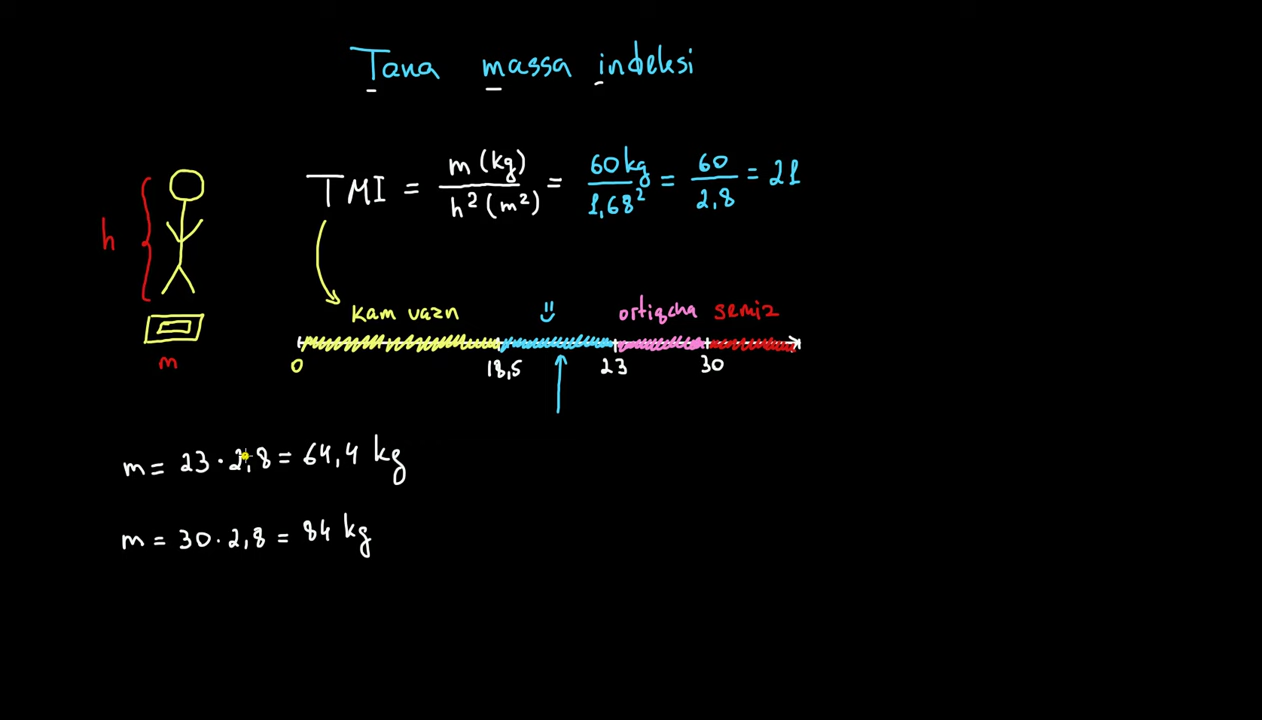 Tana massa indeksi
TMI = m (kg) / h² (m²) = 60 kg / 1,68² = 60 / 2,8 = 21
h
m
kam vazn ortiqcha semiz
0 18,5 23 30
m = 23 · 2,8 = 64,4 kg
m = 30 · 2,8 = 84 kg